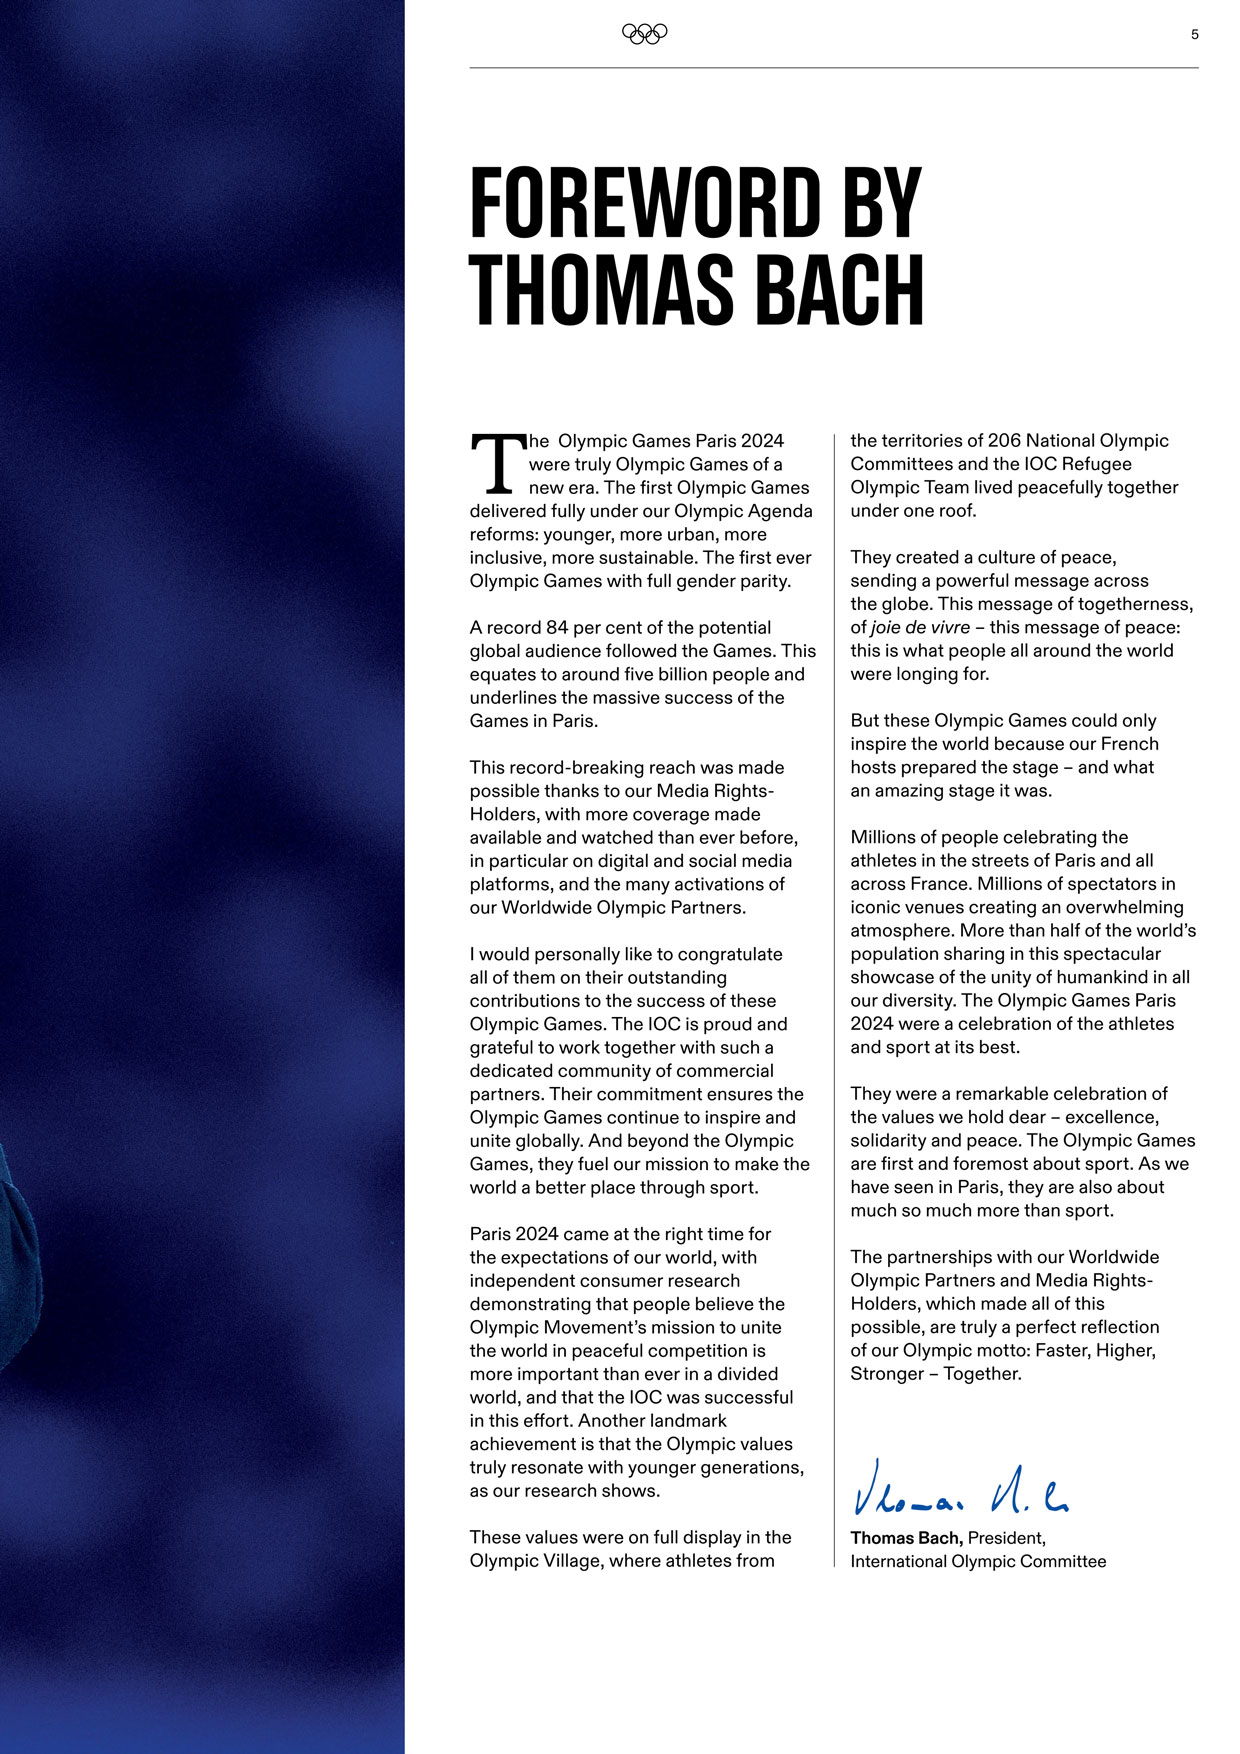 5
FOREWORD BY
THOMAS BACH
The  Olympic Games Paris 2024
were truly Olympic Games of a
new era. The first Olympic Games
delivered fully under our Olympic Agenda
reforms: younger, more urban, more
inclusive, more sustainable. The first ever
Olympic Games with full gender parity.
A record 84 per cent of the potential
global audience followed the Games. This
equates to around five billion people and
underlines the massive success of the
Games in Paris.
This record-breaking reach was made
possible thanks to our Media Rights-
Holders, with more coverage made
available and watched than ever before,
in particular on digital and social media
platforms, and the many activations of
our Worldwide Olympic Partners.
I would personally like to congratulate
all of them on their outstanding
contributions to the success of these
Olympic Games. The IOC is proud and
grateful to work together with such a
dedicated community of commercial
partners. Their commitment ensures the
Olympic Games continue to inspire and
unite globally. And beyond the Olympic
Games, they fuel our mission to make the
world a better place through sport.
Paris 2024 came at the right time for
the expectations of our world, with
independent consumer research
demonstrating that people believe the
Olympic Movement’s mission to unite
the world in peaceful competition is
more important than ever in a divided
world, and that the IOC was successful
in this effort. Another landmark
achievement is that the Olympic values
truly resonate with younger generations,
as our research shows.
These values were on full display in the
Olympic Village, where athletes from
the territories of 206 National Olympic
Committees and the IOC Refugee
Olympic Team lived peacefully together
under one roof.
They created a culture of peace,
sending a powerful message across
the globe. This message of togetherness,
of joie de vivre – this message of peace:
this is what people all around the world
were longing for.
But these Olympic Games could only
inspire the world because our French
hosts prepared the stage – and what
an amazing stage it was.
Millions of people celebrating the
athletes in the streets of Paris and all
across France. Millions of spectators in
iconic venues creating an overwhelming
atmosphere. More than half of the world’s
population sharing in this spectacular
showcase of the unity of humankind in all
our diversity. The Olympic Games Paris
2024 were a celebration of the athletes
and sport at its best.
They were a remarkable celebration of
the values we hold dear – excellence,
solidarity and peace. The Olympic Games
are first and foremost about sport. As we
have seen in Paris, they are also about
much so much more than sport.
The partnerships with our Worldwide
Olympic Partners and Media Rights-
Holders, which made all of this
possible, are truly a perfect reflection
of our Olympic motto: Faster, Higher,
Stronger – Together.
Thomas Bach, President,
International Olympic Committee